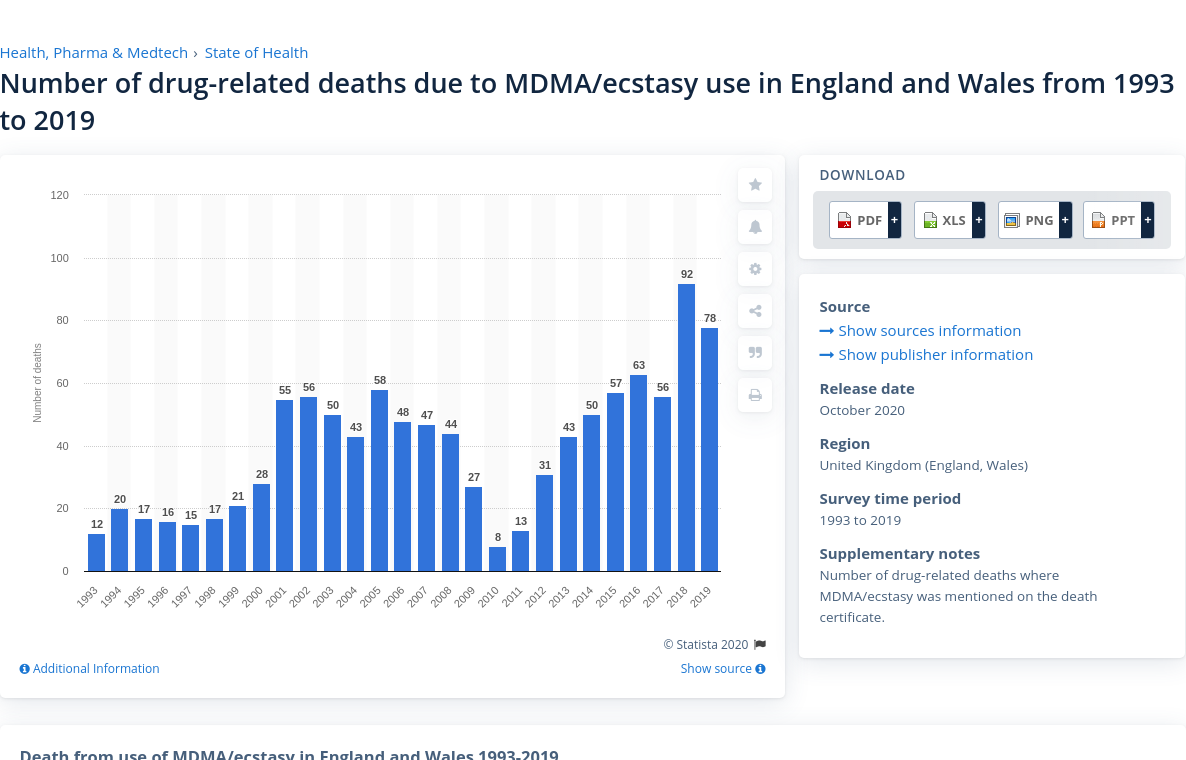 Health, Pharma & Medtech › State of Health
Number of drug-related deaths due to MDMA/ecstasy use in England and Wales from 1993
to 2019
120
100
80
60
40
20
0
Number of deaths
12
20
17
16
15
17
21
28
55
56
50
43
58
48
47
44
27
8
13
31
43
50
57
63
56
92
78
1993
1994
1995
1996
1997
1998
1999
2000
2001
2002
2003
2004
2005
2006
2007
2008
2009
2010
2011
2012
2013
2014
2015
2016
2017
2018
2019
© Statista 2020
Additional Information
Show source
DOWNLOAD
PDF + XLS + PNG + PPT +
Source
Show sources information
Show publisher information
Release date
October 2020
Region
United Kingdom (England, Wales)
Survey time period
1993 to 2019
Supplementary notes
Number of drug-related deaths where
MDMA/ecstasy was mentioned on the death
certificate.
Death from use of MDMA/ecstasy in England and Wales 1993-2019